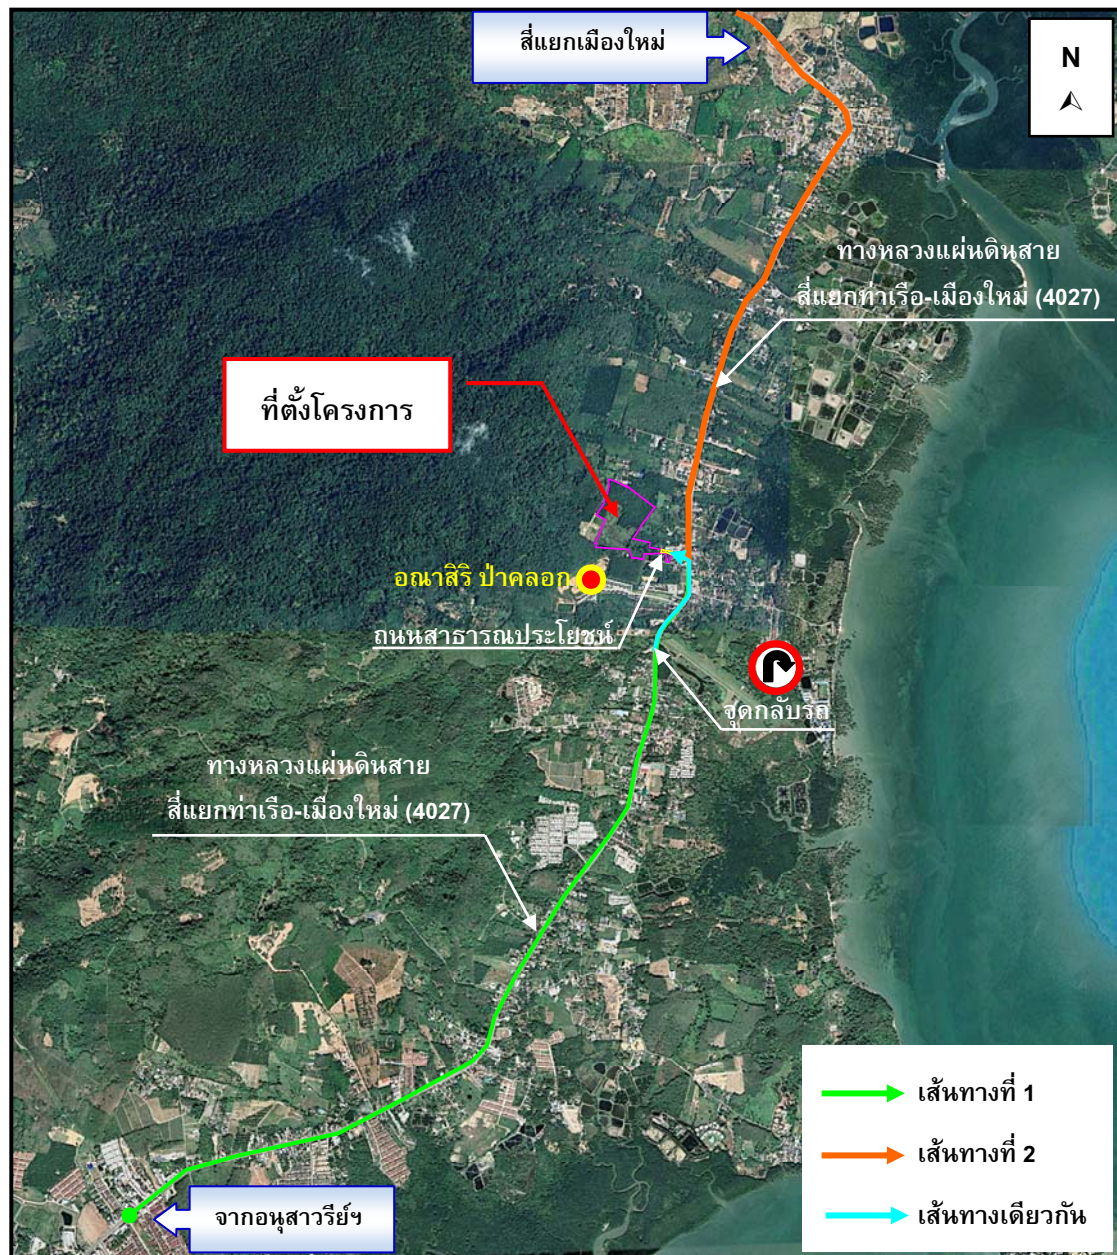 สี่แยกเมืองใหม่
N
ทางหลวงแผ่นดินสาย
สี่แยกท่าเรือ-เมืองใหม่ (4027)
ที่ตั้งโครงการ
อณาสิริ ป่าคลอก
ถนนสาธารณประโยชน์
จุดกลับรถ
ทางหลวงแผ่นดินสาย
สี่แยกท่าเรือ-เมืองใหม่ (4027)
เส้นทางที่ 1
เส้นทางที่ 2
เส้นทางเดียวกัน
จากอนุสาวรีย์ฯ